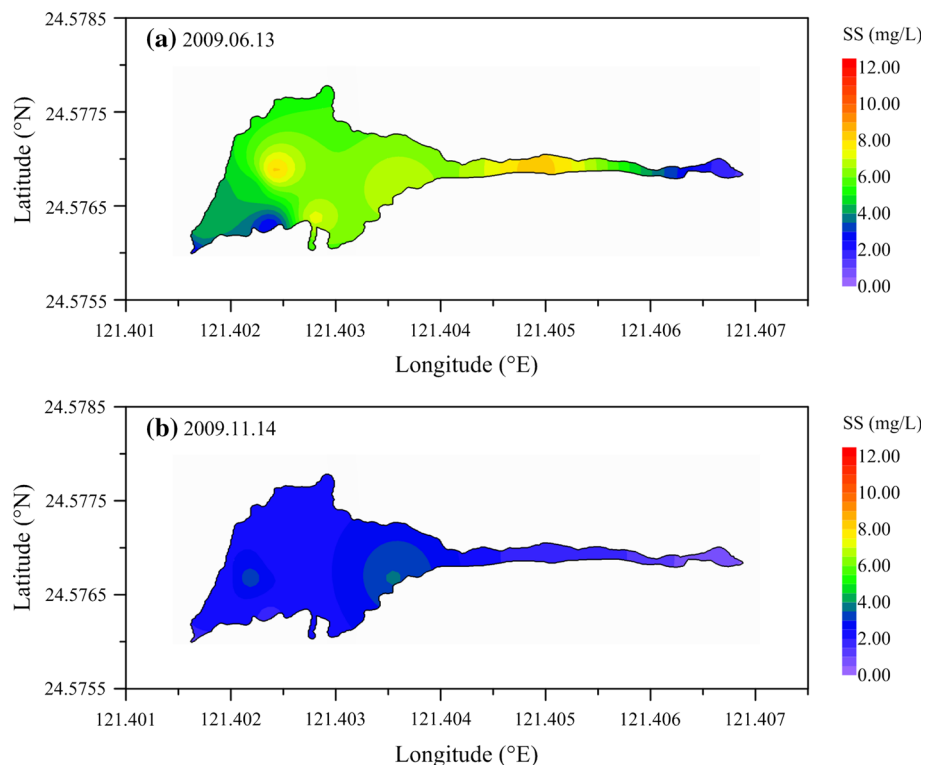 24.5785
(a) 2009.06.13
24.5775
24.5765
24.5755
Latitude (°N)
121.401 121.402 121.403 121.404 121.405 121.406 121.407
Longitude (°E)
SS (mg/L)
12.00
10.00
8.00
6.00
4.00
2.00
0.00
24.5785
(b) 2009.11.14
24.5775
24.5765
24.5755
Latitude (°N)
121.401 121.402 121.403 121.404 121.405 121.406 121.407
Longitude (°E)
SS (mg/L)
12.00
10.00
8.00
6.00
4.00
2.00
0.00